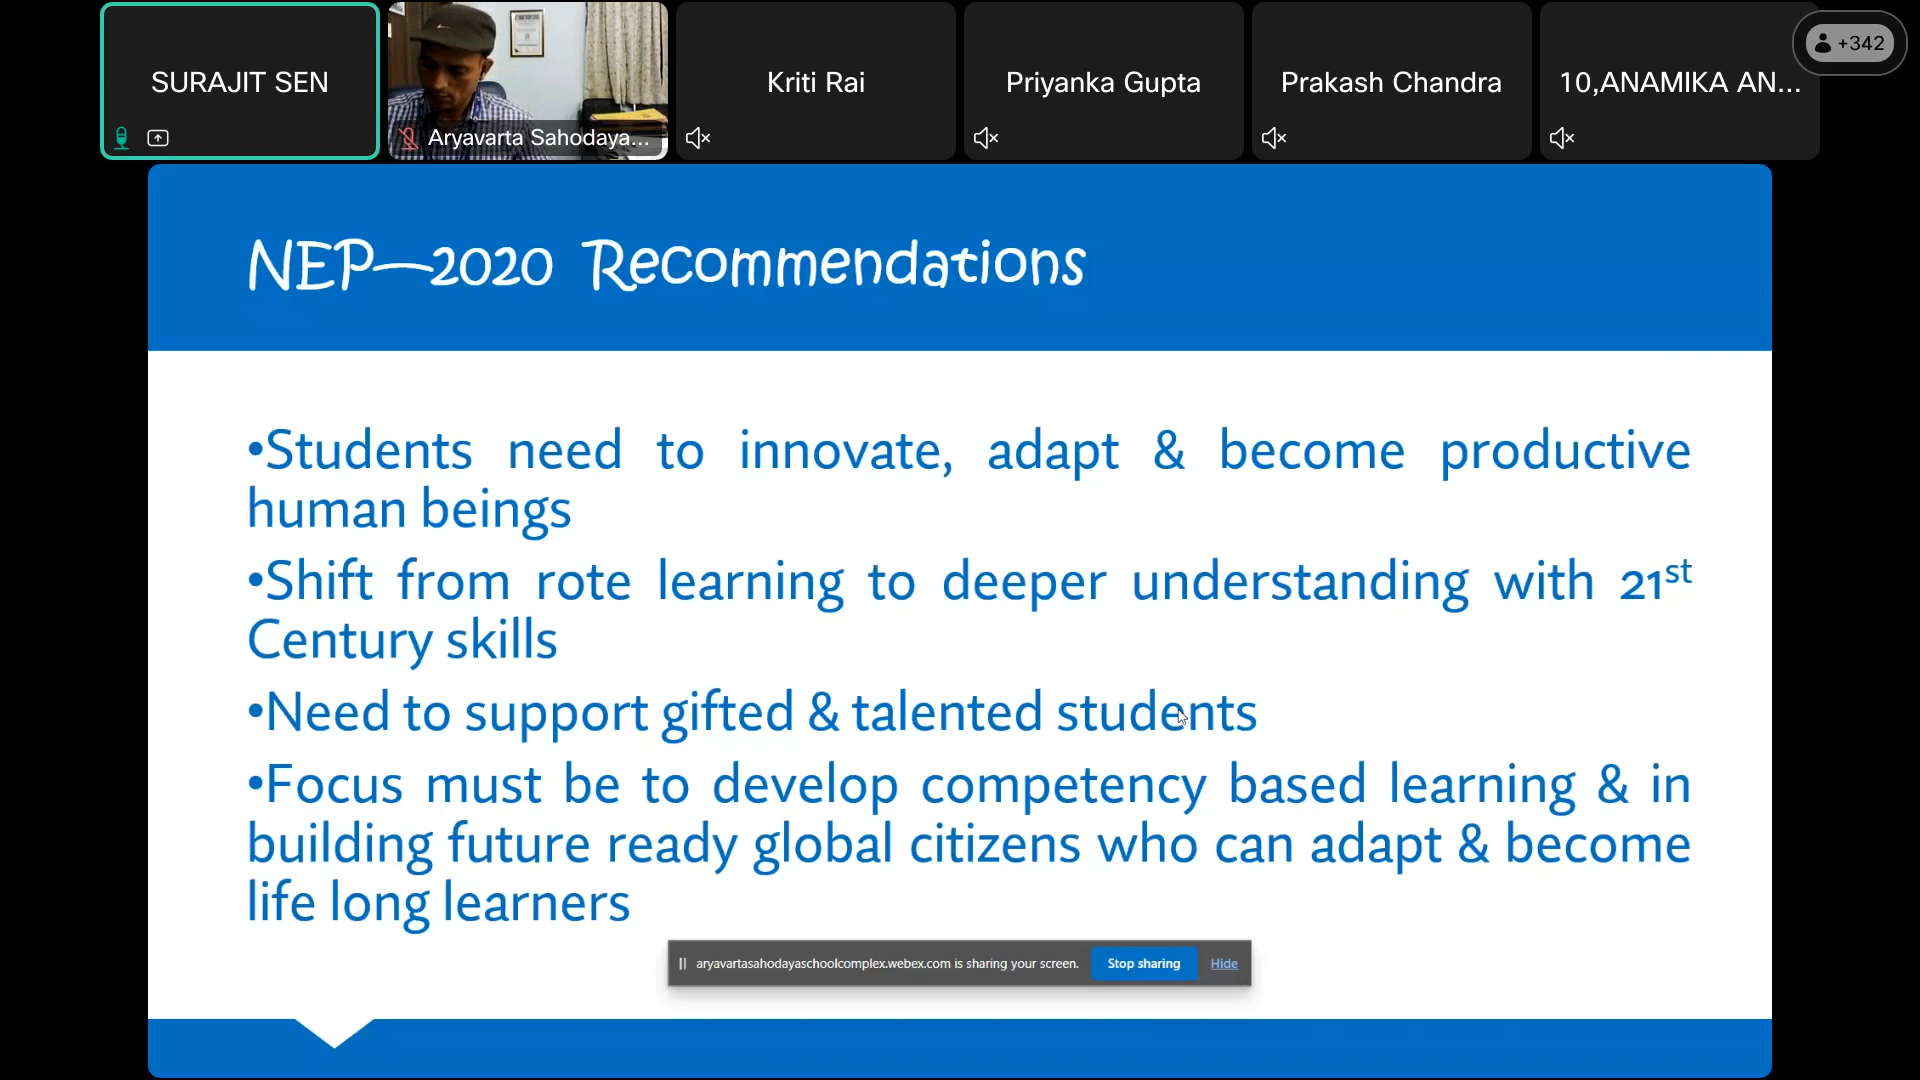 SURAJIT SEN
Aryavarta Sahodaya...
Kriti Rai
Priyanka Gupta
Prakash Chandra
10,ANAMIKA AN...
+342
NEP—2020 Recommendations
•Students need to innovate, adapt & become productive
human beings
•Shift from rote learning to deeper understanding with 21st
Century skills
•Need to support gifted & talented students
•Focus must be to develop competency based learning & in
building future ready global citizens who can adapt & become
life long learners
aryavartasahodayaschoolcomplex.webex.com is sharing your screen. Stop sharing Hide